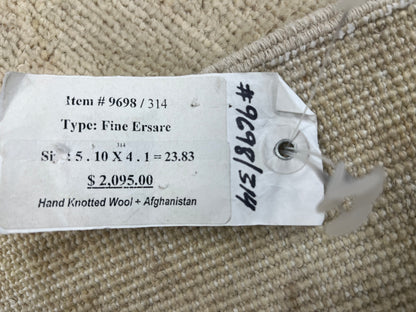 Item # 9698 / 314
Type: Fine Ersare
314
Si : 5 . 10 X 4 . 1 = 23.83
$ 2,095.00
Hand Knotted Wool + Afghanistan
#9698/314